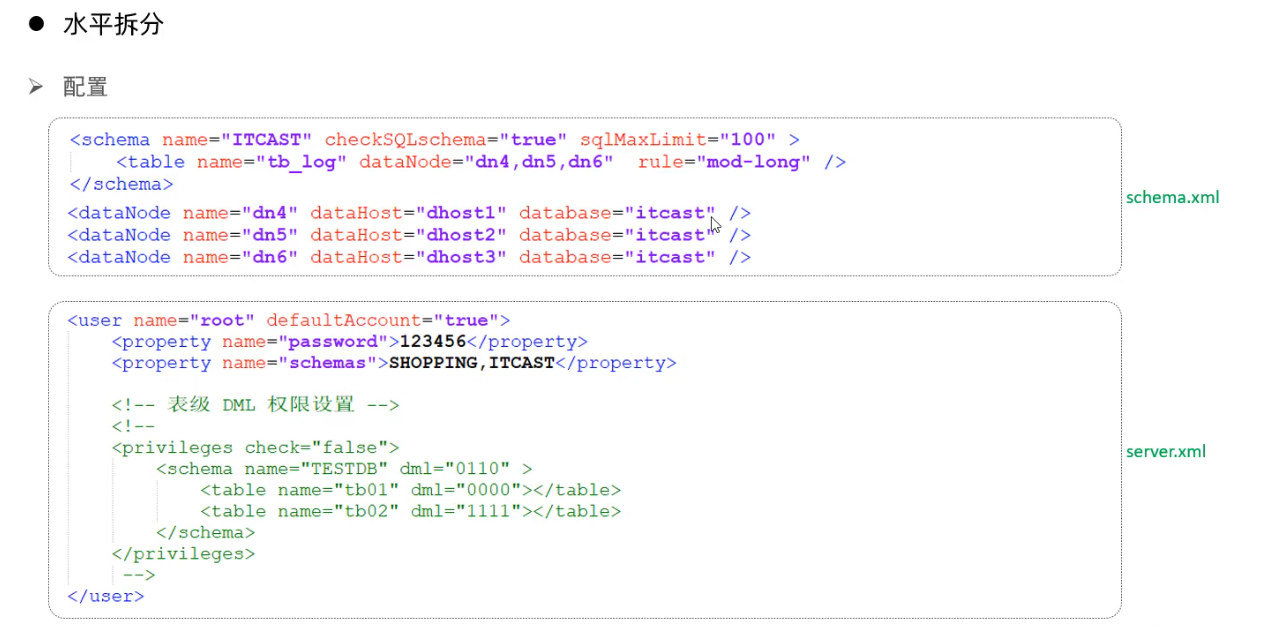 水平拆分
配置
<schema name="ITCAST" checkSQLschema="true" sqlMaxLimit="100" >
<table name="tb_log" dataNode="dn4,dn5,dn6"  rule="mod-long" />
</schema>
<dataNode name="dn4" dataHost="dhost1" database="itcast" />
<dataNode name="dn5" dataHost="dhost2" database="itcast" />
<dataNode name="dn6" dataHost="dhost3" database="itcast" />
schema.xml
<user name="root" defaultAccount="true">
<property name="password">123456</property>
<property name="schemas">SHOPPING,ITCAST</property>
<!-- 表级 DML 权限设置 -->
<!--
<privileges check="false">
<schema name="TESTDB" dml="0110" >
<table name="tb01" dml="0000"></table>
<table name="tb02" dml="1111"></table>
</schema>
</privileges>
-->
</user>
server.xml